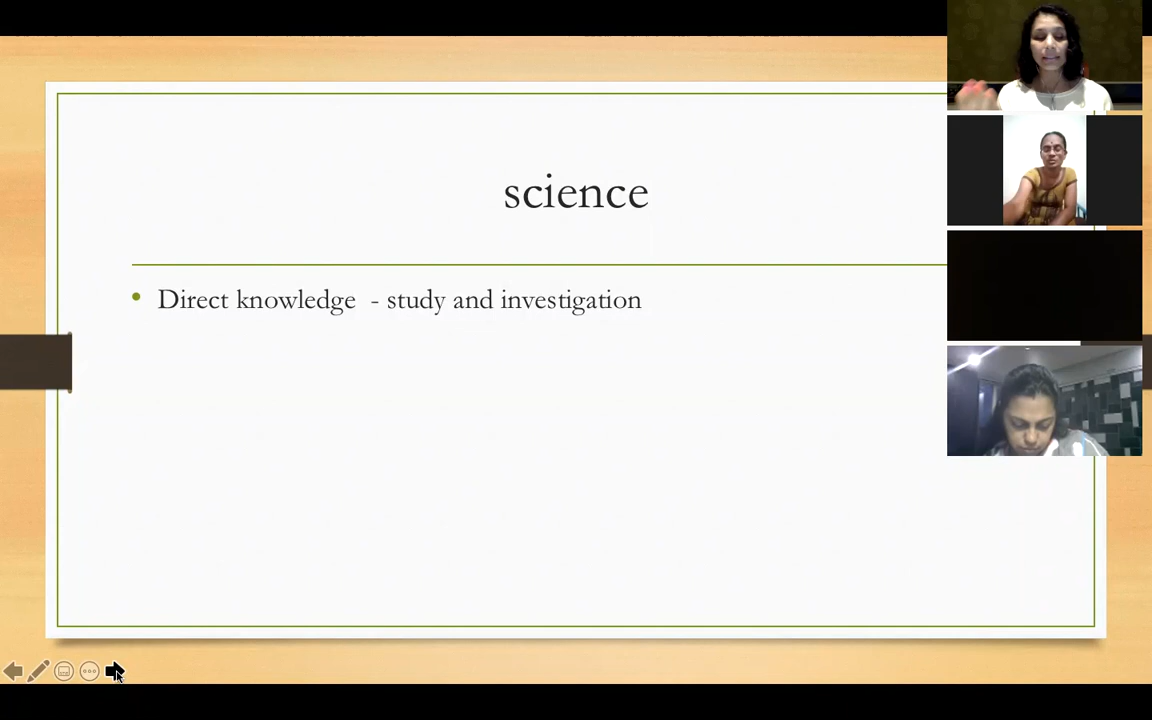 science
• Direct knowledge  - study and investigation